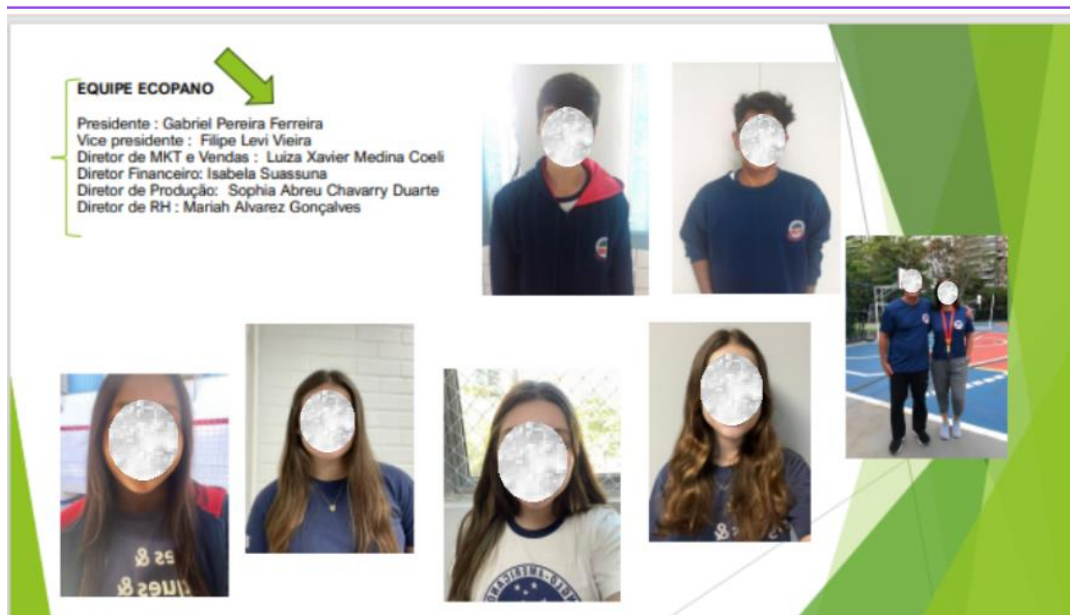 EQUIPE ECOPANO
Presidente : Gabriel Pereira Ferreira
Vice presidente : Filipe Levi Vieira
Diretor de MKT e Vendas : Luiza Xavier Medina Coeli
Diretor Financeiro: Isabela Suassuna
Diretor de Produção: Sophia Abreu Chavarry Duarte
Diretor de RH : Mariah Alvarez Gonçalves